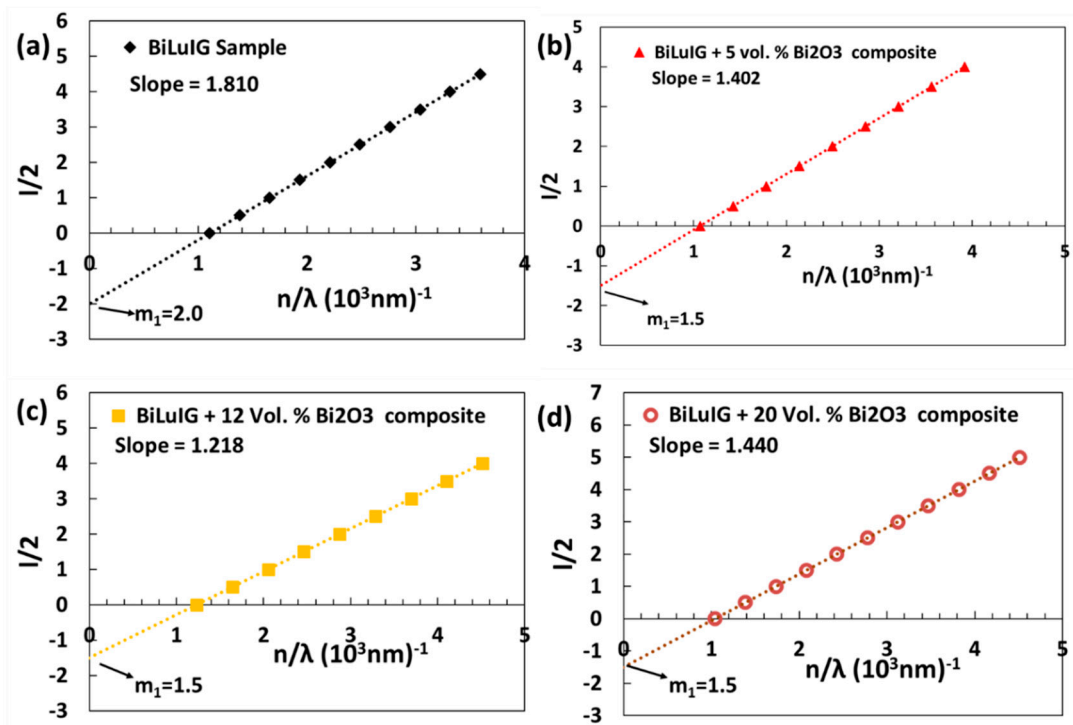 (a)
BiLuIG Sample
Slope = 1.810
6
5
4
3
2
1
0
-1
-2
-3
0
1
2
3
4
l/2
n/λ (10³nm)⁻¹
m₁=2.0
(b)
BiLuIG + 5 vol. % Bi2O3 composite
Slope = 1.402
5
4
3
2
1
0
-1
-2
-3
0
1
2
3
4
5
l/2
n/λ (10³nm)⁻¹
m₁=1.5
(c)
BiLuIG + 12 Vol. % Bi2O3 composite
Slope = 1.218
6
5
4
3
2
1
0
-1
-2
-3
0
1
2
3
4
5
l/2
n/λ (10³nm)⁻¹
m₁=1.5
(d)
BiLuIG + 20 Vol. % Bi2O3 composite
Slope = 1.440
7
6
5
4
3
2
1
0
-1
-2
-3
0
1
2
3
4
5
l/2
n/λ (10³nm)⁻¹
m₁=1.5